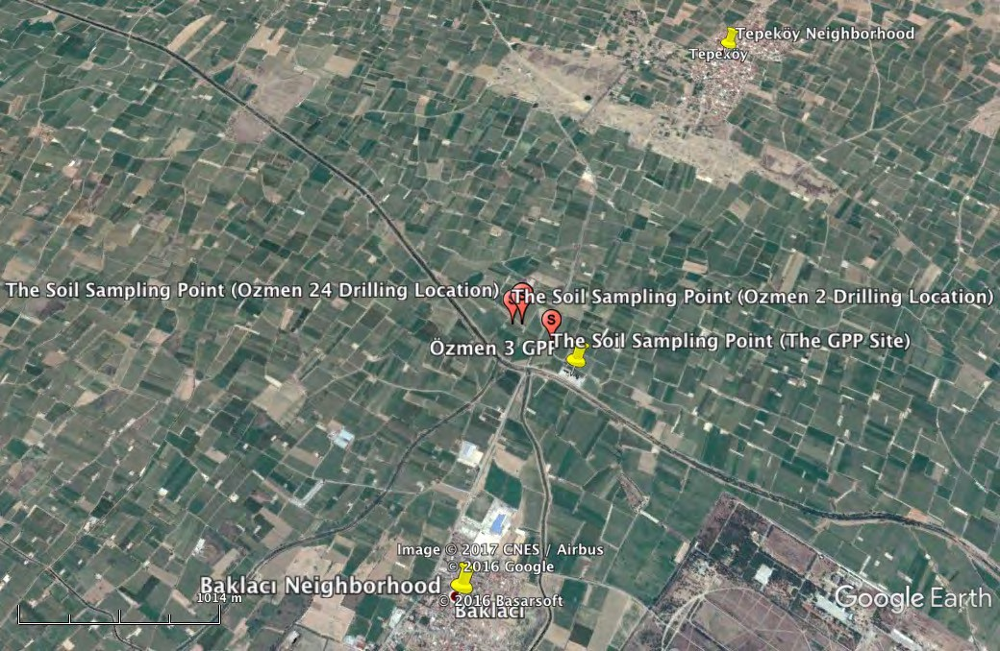 Tepeköy Neighborhood
Tepeköy
The Soil Sampling Point (Ozmen 24 Drilling Location)
The Soil Sampling Point (Ozmen 2 Drilling Location)
S
Özmen 3 GPP
The Soil Sampling Point (The GPP Site)
Image © 2017 CNES / Airbus
© 2016 Google
Baklacı Neighborhood
1014 m
© 2016 Basarsoft
Baklacı
Google Earth